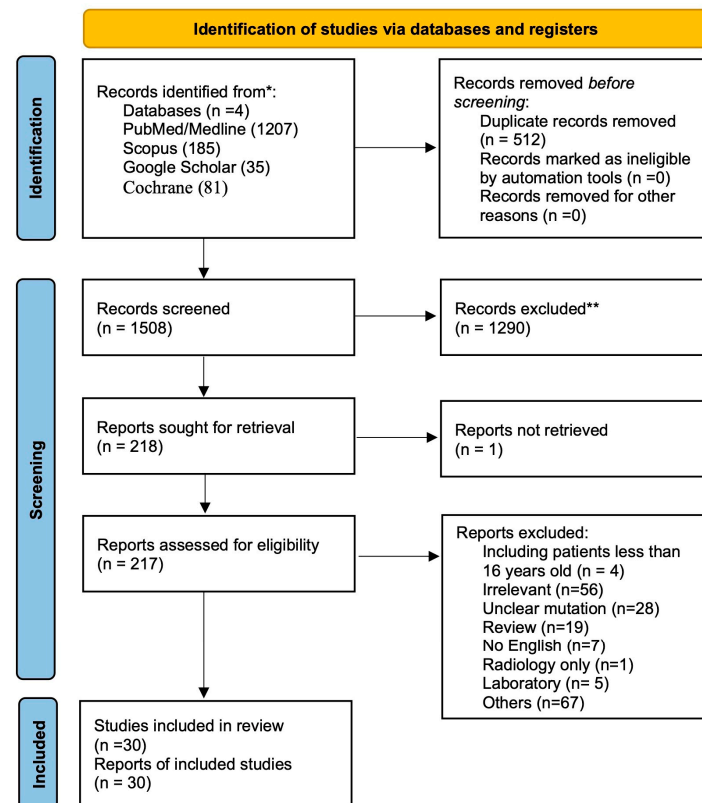 Identification of studies via databases and registers
Identification
Records identified from*:
Databases (n =4)
PubMed/Medline (1207)
Scopus (185)
Google Scholar (35)
Cochrane (81)
Records removed before
screening:
Duplicate records removed
(n = 512)
Records marked as ineligible
by automation tools (n =0)
Records removed for other
reasons (n =0)
Screening
Records screened
(n = 1508)
Records excluded**
(n = 1290)
Reports sought for retrieval
(n = 218)
Reports not retrieved
(n = 1)
Reports assessed for eligibility
(n = 217)
Reports excluded:
Including patients less than
16 years old (n = 4)
Irrelevant (n=56)
Unclear mutation (n=28)
Review (n=19)
No English (n=7)
Radiology only (n=1)
Laboratory (n= 5)
Others (n=67)
Included
Studies included in review
(n =30)
Reports of included studies
(n = 30)